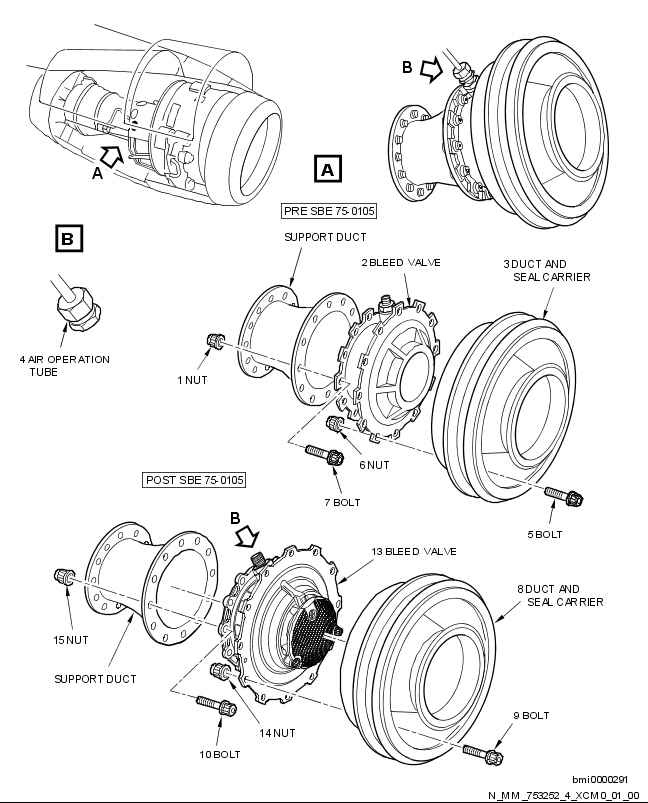 B
A
A
PRE SBE 75-0105
SUPPORT DUCT
B
2 BLEED VALVE
3 DUCT AND
SEAL CARRIER
4 AIR OPERATION
TUBE
1 NUT
6 NUT
7 BOLT
5 BOLT
POST SBE 75-0105
B
13 BLEED VALVE
8 DUCT AND
SEAL CARRIER
15 NUT
SUPPORT DUCT
14 NUT
9 BOLT
10 BOLT
bmi0000291
N_MM_753252_4_XCM0_01_00